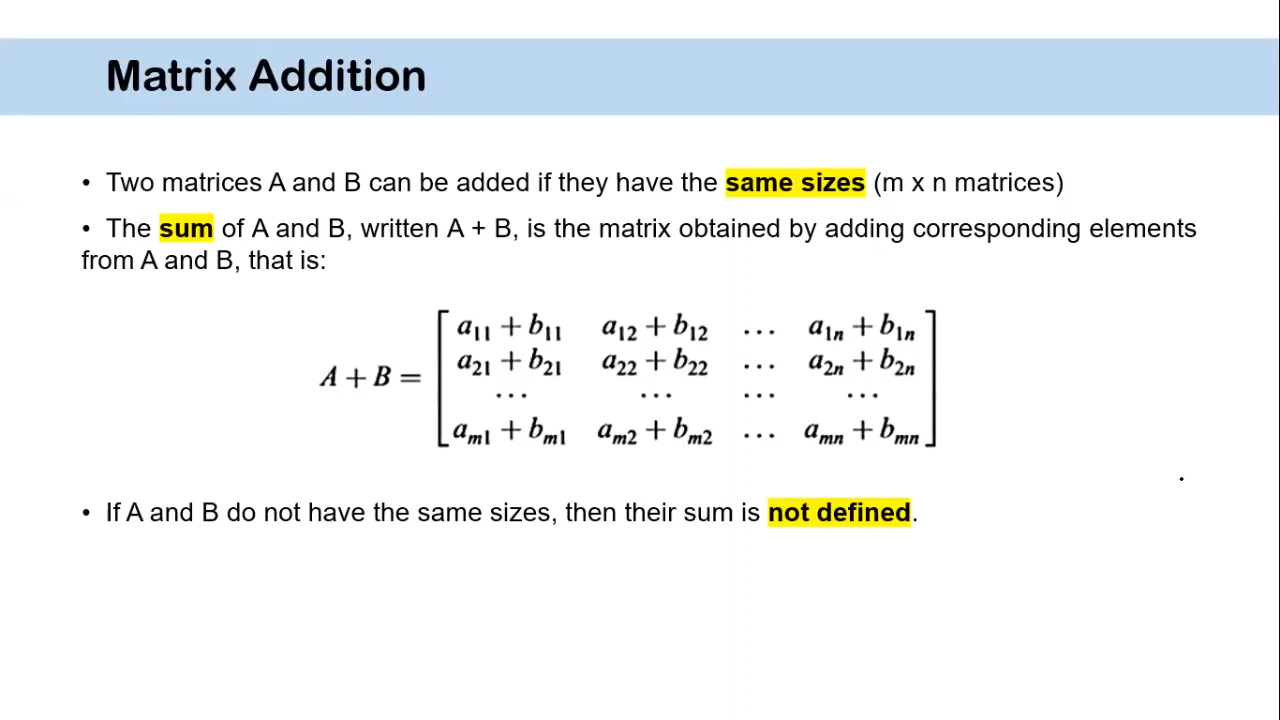 Matrix Addition
• Two matrices A and B can be added if they have the same sizes (m x n matrices)
• The sum of A and B, written A + B, is the matrix obtained by adding corresponding elements
from A and B, that is:
a₁₁ + b₁₁ a₁₂ + b₁₂ … a₁ₙ + b₁ₙ
a₂₁ + b₂₁ a₂₂ + b₂₂ … a₂ₙ + b₂ₙ
A + B =
… … … …
aₘ₁ + bₘ₁ aₘ₂ + bₘ₂ … aₘₙ + bₘₙ
• If A and B do not have the same sizes, then their sum is not defined.